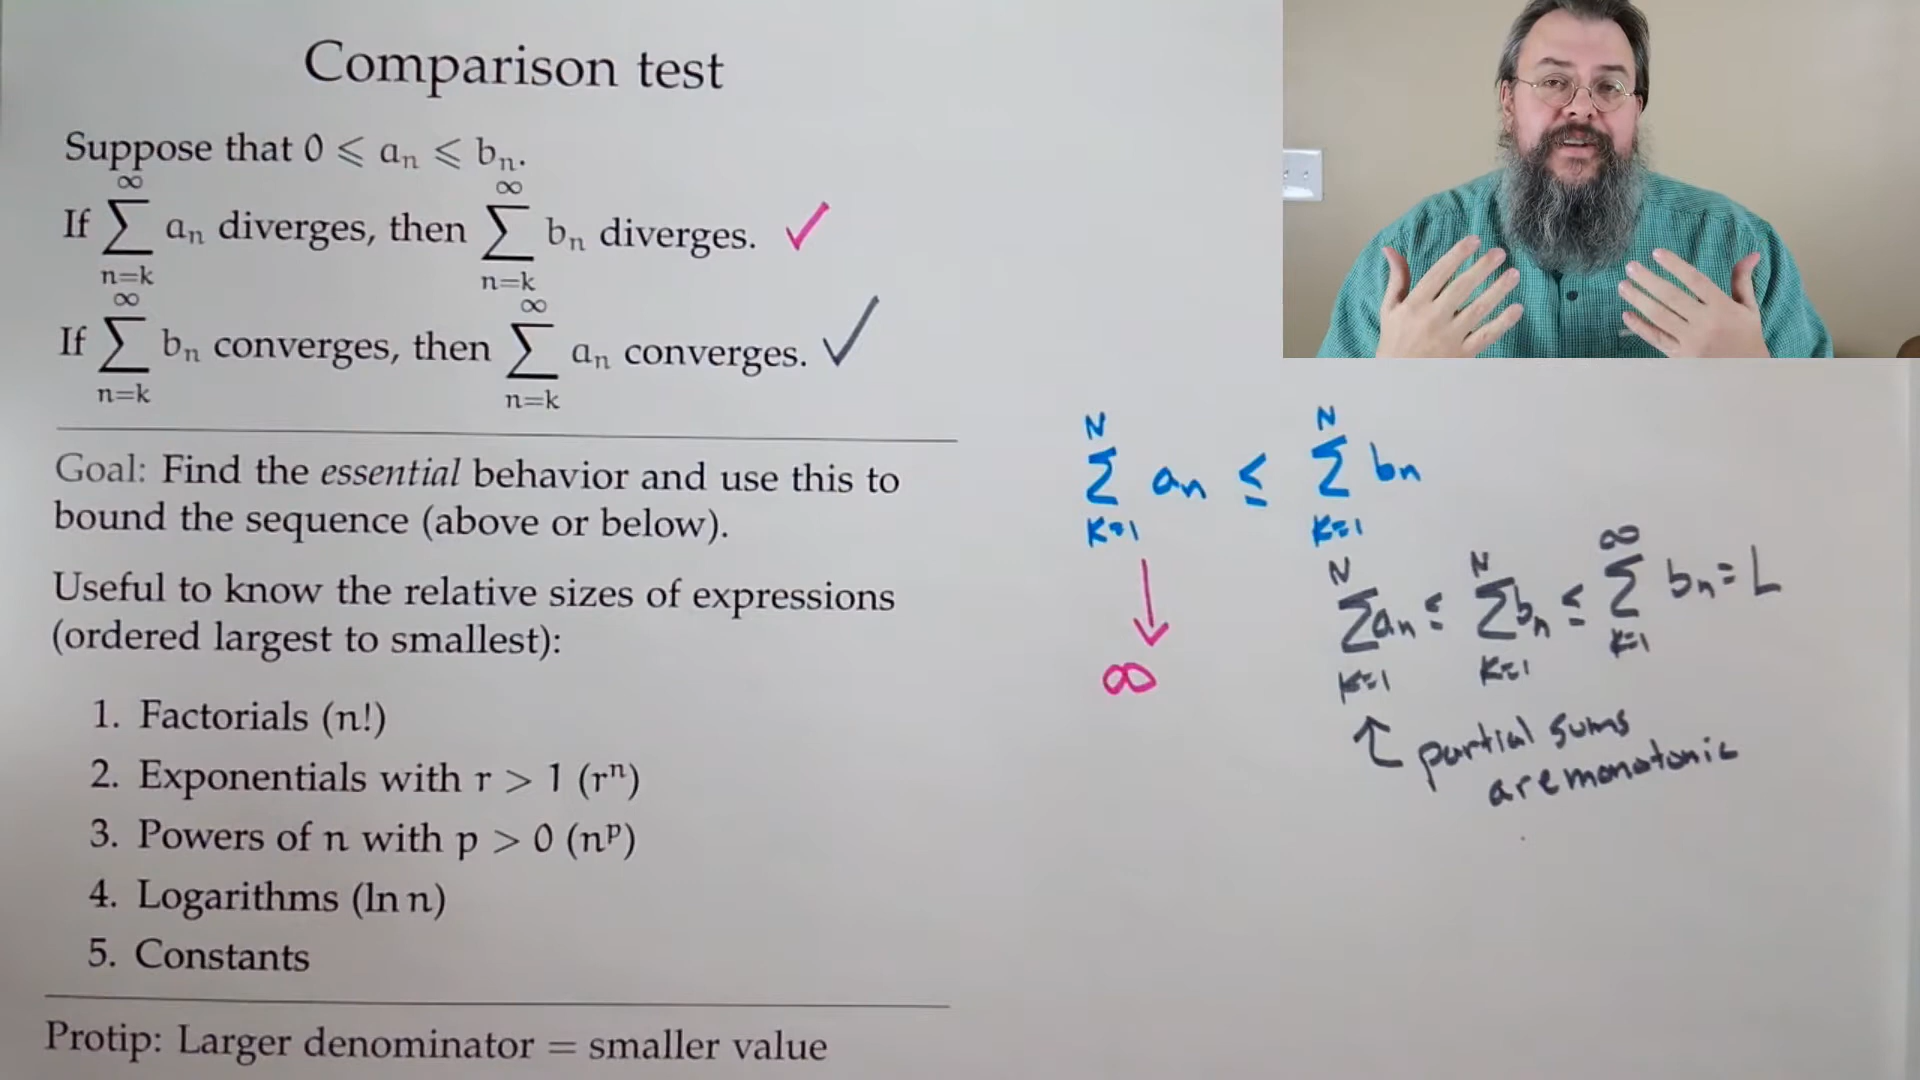 Comparison test
Suppose that 0 ⩽ aₙ ⩽ bₙ.
If ∑_{n=k}^{∞} aₙ diverges, then ∑_{n=k}^{∞} bₙ diverges. ✓
If ∑_{n=k}^{∞} bₙ converges, then ∑_{n=k}^{∞} aₙ converges. ✓
Goal: Find the essential behavior and use this to
bound the sequence (above or below).
Useful to know the relative sizes of expressions
(ordered largest to smallest):
1. Factorials (n!)
2. Exponentials with r > 1 (rⁿ)
3. Powers of n with p > 0 (nᵖ)
4. Logarithms (ln n)
5. Constants
Protip: Larger denominator = smaller value
∑_{k=1}^{N} aₙ ≤ ∑_{k=1}^{N} bₙ
↓
∞
∑_{k=1}^{N} aₙ ≤ ∑_{k=1}^{N} bₙ ≤ ∑_{k=1}^{∞} bₙ = L
↑ partial sums
are monotonic